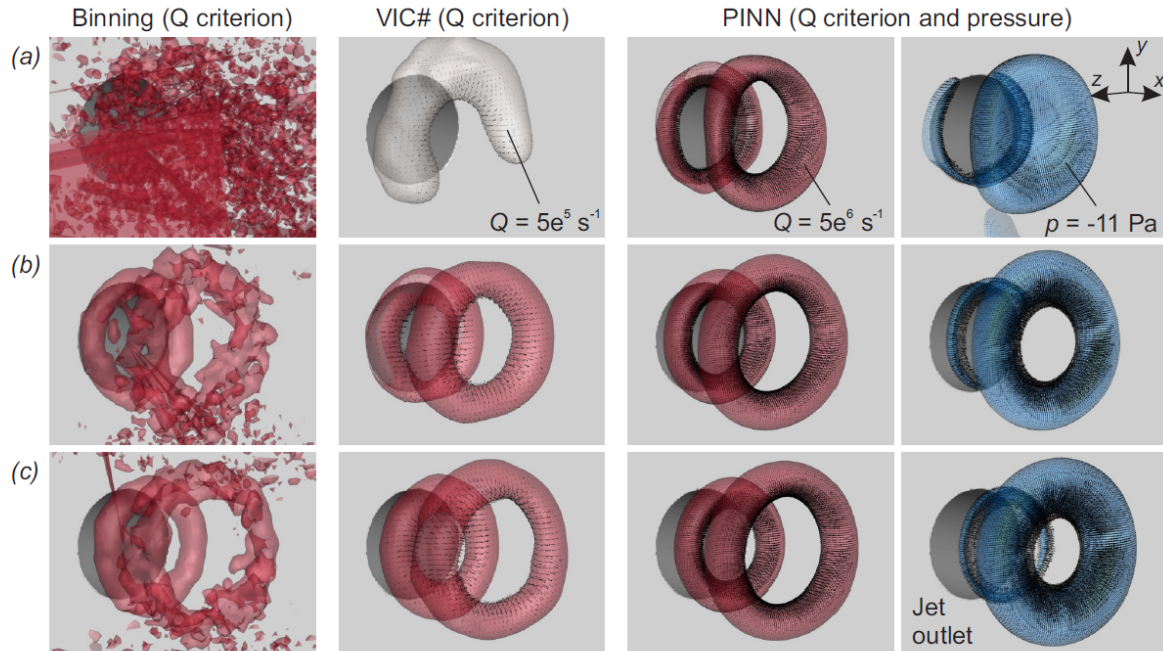 Binning (Q criterion)
VIC# (Q criterion)
PINN (Q criterion and pressure)
(a)
y
z
x
Q = 5e⁵ s⁻¹
Q = 5e⁶ s⁻¹
p = -11 Pa
(b)
(c)
Jet
outlet